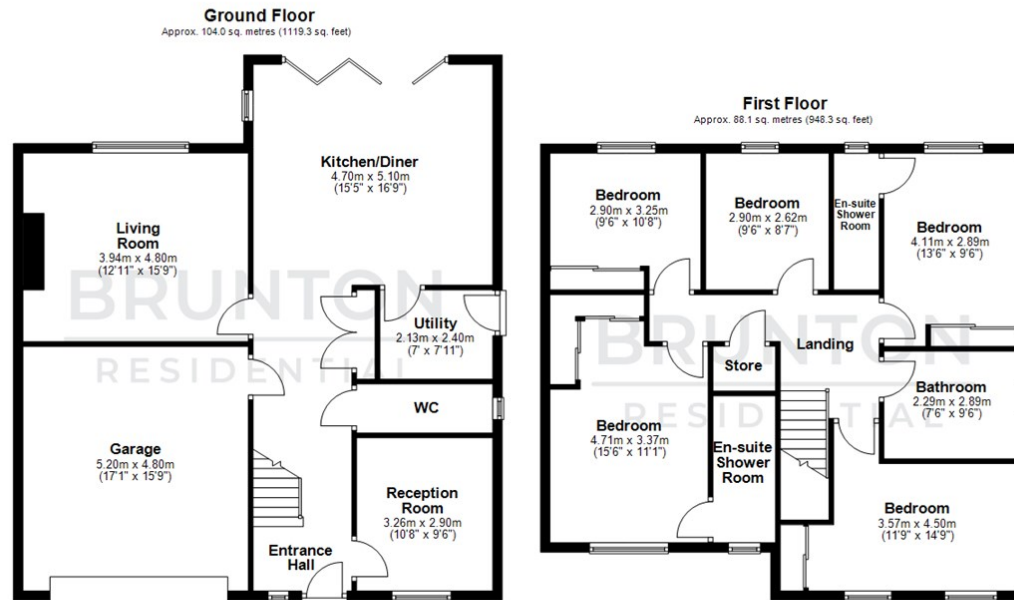 Ground Floor
Approx. 104.0 sq. metres (1119.3 sq. feet)
Kitchen/Diner
4.70m x 5.10m
(15'5" x 16'9")
Living
Room
3.94m x 4.80m
(12'11" x 15'9")
Utility
2.13m x 2.40m
(7' x 7'11")
WC
Garage
5.20m x 4.80m
(17'1" x 15'9")
Reception
Room
3.26m x 2.90m
(10'8" x 9'6")
Entrance
Hall
BRUNTON
RESIDENTIAL
First Floor
Approx. 88.1 sq. metres (948.3 sq. feet)
Bedroom
2.90m x 3.25m
(9'6" x 10'8")
Bedroom
2.90m x 2.62m
(9'6" x 8'7")
En-suite
Shower
Room
Bedroom
4.11m x 2.89m
(13'6" x 9'6")
Landing
Store
Bathroom
2.29m x 2.89m
(7'6" x 9'6")
Bedroom
4.71m x 3.37m
(15'6" x 11'1")
En-suite
Shower
Room
Bedroom
3.57m x 4.50m
(11'9" x 14'9")
BRUNTON
RESIDENTIAL